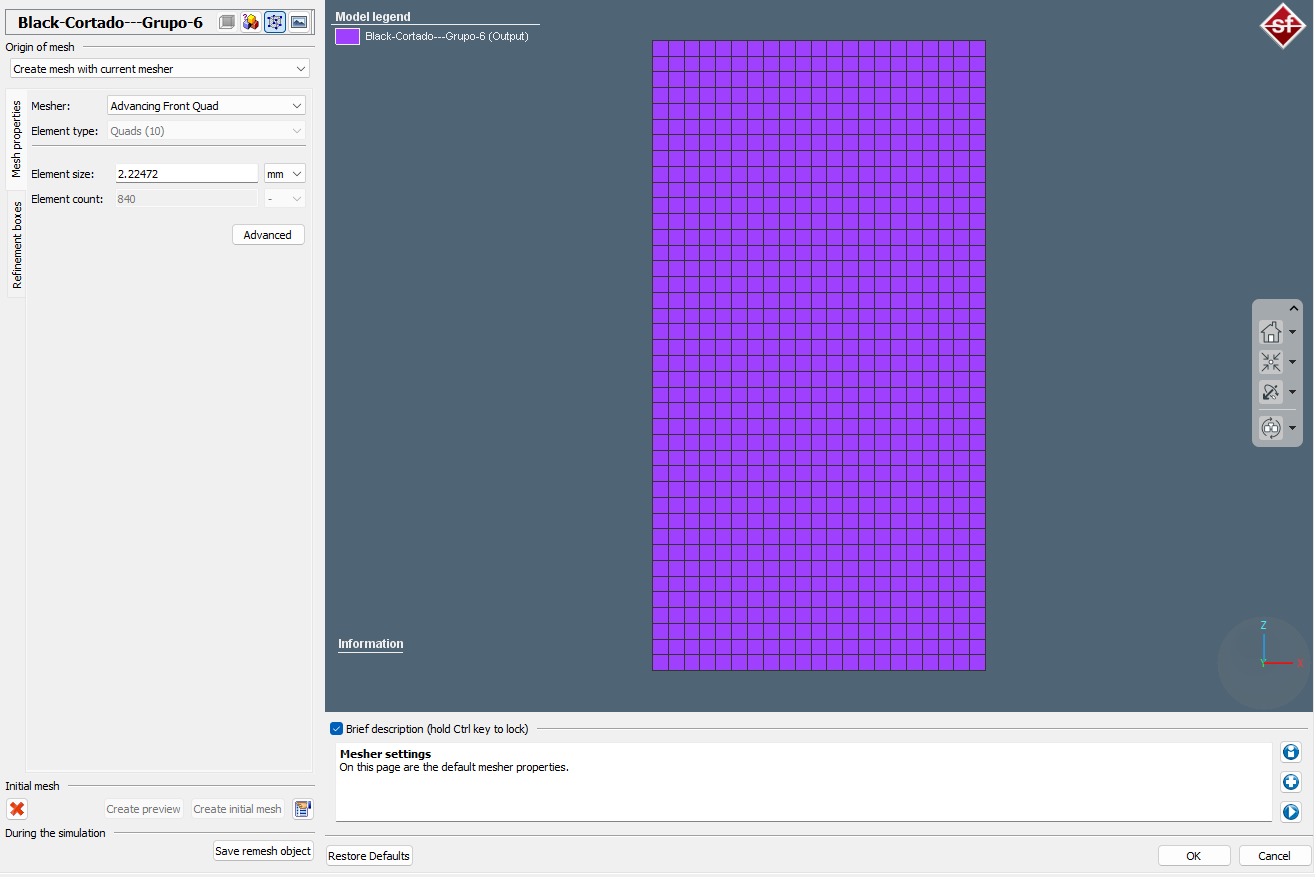 Black-Cortado---Grupo-6
Origin of mesh
Create mesh with current mesher
Mesh properties
Refinement boxes
Mesher:
Advancing Front Quad
Element type:
Quads (10)
Element size:
2.22472
mm
Element count:
840
-
Advanced
Initial mesh
Create preview
Create initial mesh
During the simulation
Save remesh object
Model legend
Black-Cortado---Grupo-6 (Output)
sf
Information
Z
Y
X
Brief description (hold Ctrl key to lock)
Mesher settings
On this page are the default mesher properties.
Restore Defaults
OK
Cancel